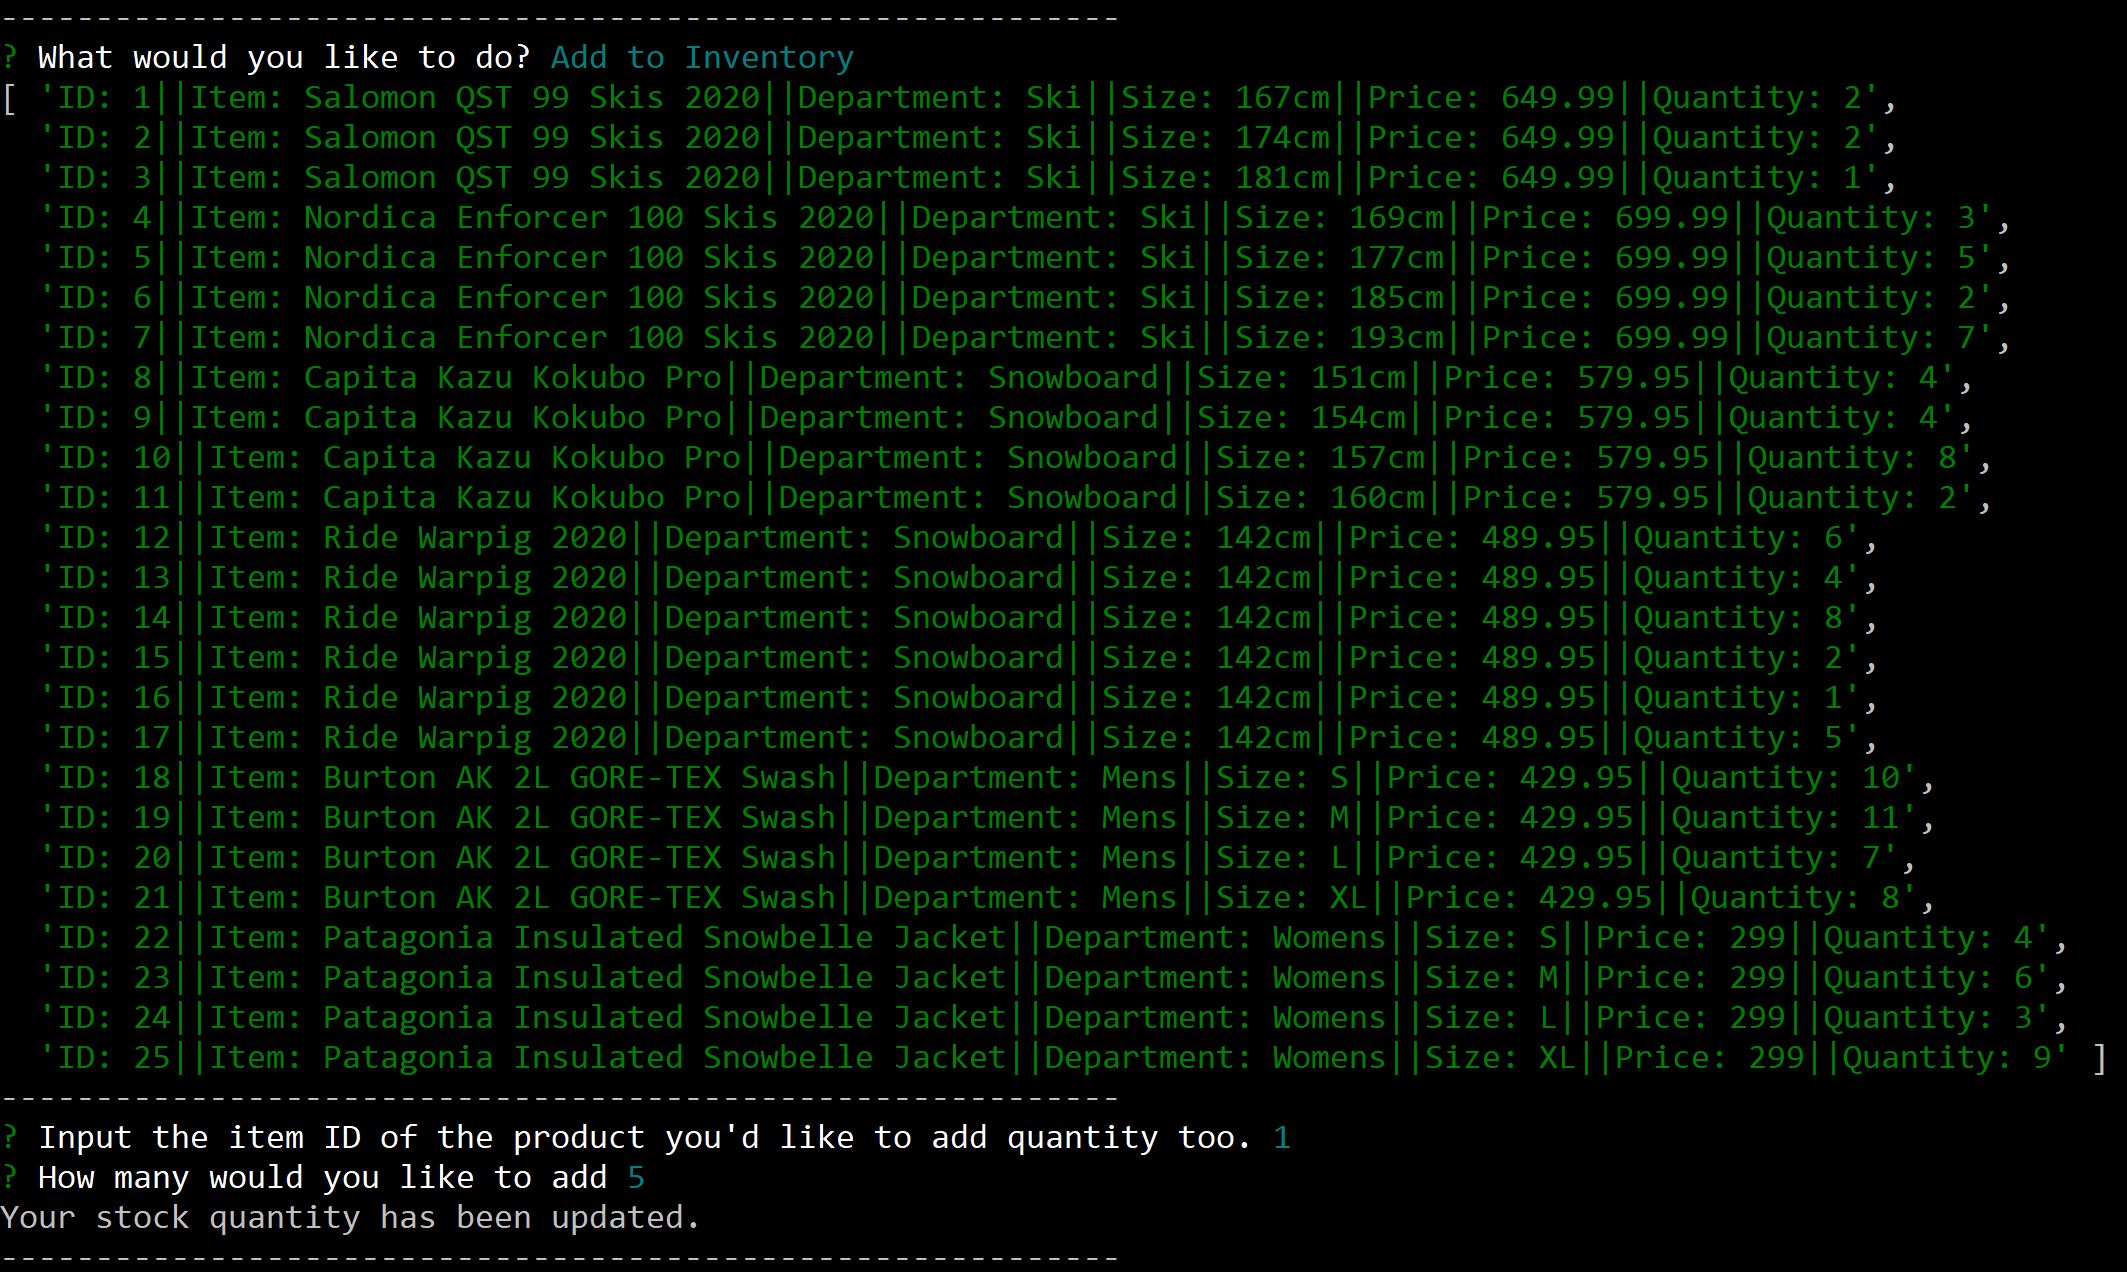 -----------------------------------------------------------
? What would you like to do? Add to Inventory
[ 'ID: 1||Item: Salomon QST 99 Skis 2020||Department: Ski||Size: 167cm||Price: 649.99||Quantity: 2',
'ID: 2||Item: Salomon QST 99 Skis 2020||Department: Ski||Size: 174cm||Price: 649.99||Quantity: 2',
'ID: 3||Item: Salomon QST 99 Skis 2020||Department: Ski||Size: 181cm||Price: 649.99||Quantity: 1',
'ID: 4||Item: Nordica Enforcer 100 Skis 2020||Department: Ski||Size: 169cm||Price: 699.99||Quantity: 3',
'ID: 5||Item: Nordica Enforcer 100 Skis 2020||Department: Ski||Size: 177cm||Price: 699.99||Quantity: 5',
'ID: 6||Item: Nordica Enforcer 100 Skis 2020||Department: Ski||Size: 185cm||Price: 699.99||Quantity: 2',
'ID: 7||Item: Nordica Enforcer 100 Skis 2020||Department: Ski||Size: 193cm||Price: 699.99||Quantity: 7',
'ID: 8||Item: Capita Kazu Kokubo Pro||Department: Snowboard||Size: 151cm||Price: 579.95||Quantity: 4',
'ID: 9||Item: Capita Kazu Kokubo Pro||Department: Snowboard||Size: 154cm||Price: 579.95||Quantity: 4',
'ID: 10||Item: Capita Kazu Kokubo Pro||Department: Snowboard||Size: 157cm||Price: 579.95||Quantity: 8',
'ID: 11||Item: Capita Kazu Kokubo Pro||Department: Snowboard||Size: 160cm||Price: 579.95||Quantity: 2',
'ID: 12||Item: Ride Warpig 2020||Department: Snowboard||Size: 142cm||Price: 489.95||Quantity: 6',
'ID: 13||Item: Ride Warpig 2020||Department: Snowboard||Size: 142cm||Price: 489.95||Quantity: 4',
'ID: 14||Item: Ride Warpig 2020||Department: Snowboard||Size: 142cm||Price: 489.95||Quantity: 8',
'ID: 15||Item: Ride Warpig 2020||Department: Snowboard||Size: 142cm||Price: 489.95||Quantity: 2',
'ID: 16||Item: Ride Warpig 2020||Department: Snowboard||Size: 142cm||Price: 489.95||Quantity: 1',
'ID: 17||Item: Ride Warpig 2020||Department: Snowboard||Size: 142cm||Price: 489.95||Quantity: 5',
'ID: 18||Item: Burton AK 2L GORE-TEX Swash||Department: Mens||Size: S||Price: 429.95||Quantity: 10',
'ID: 19||Item: Burton AK 2L GORE-TEX Swash||Department: Mens||Size: M||Price: 429.95||Quantity: 11',
'ID: 20||Item: Burton AK 2L GORE-TEX Swash||Department: Mens||Size: L||Price: 429.95||Quantity: 7',
'ID: 21||Item: Burton AK 2L GORE-TEX Swash||Department: Mens||Size: XL||Price: 429.95||Quantity: 8',
'ID: 22||Item: Patagonia Insulated Snowbelle Jacket||Department: Womens||Size: S||Price: 299||Quantity: 4',
'ID: 23||Item: Patagonia Insulated Snowbelle Jacket||Department: Womens||Size: M||Price: 299||Quantity: 6',
'ID: 24||Item: Patagonia Insulated Snowbelle Jacket||Department: Womens||Size: L||Price: 299||Quantity: 3',
'ID: 25||Item: Patagonia Insulated Snowbelle Jacket||Department: Womens||Size: XL||Price: 299||Quantity: 9' ]
-----------------------------------------------------------
? Input the item ID of the product you'd like to add quantity too. 1
? How many would you like to add 5
Your stock quantity has been updated.
-----------------------------------------------------------